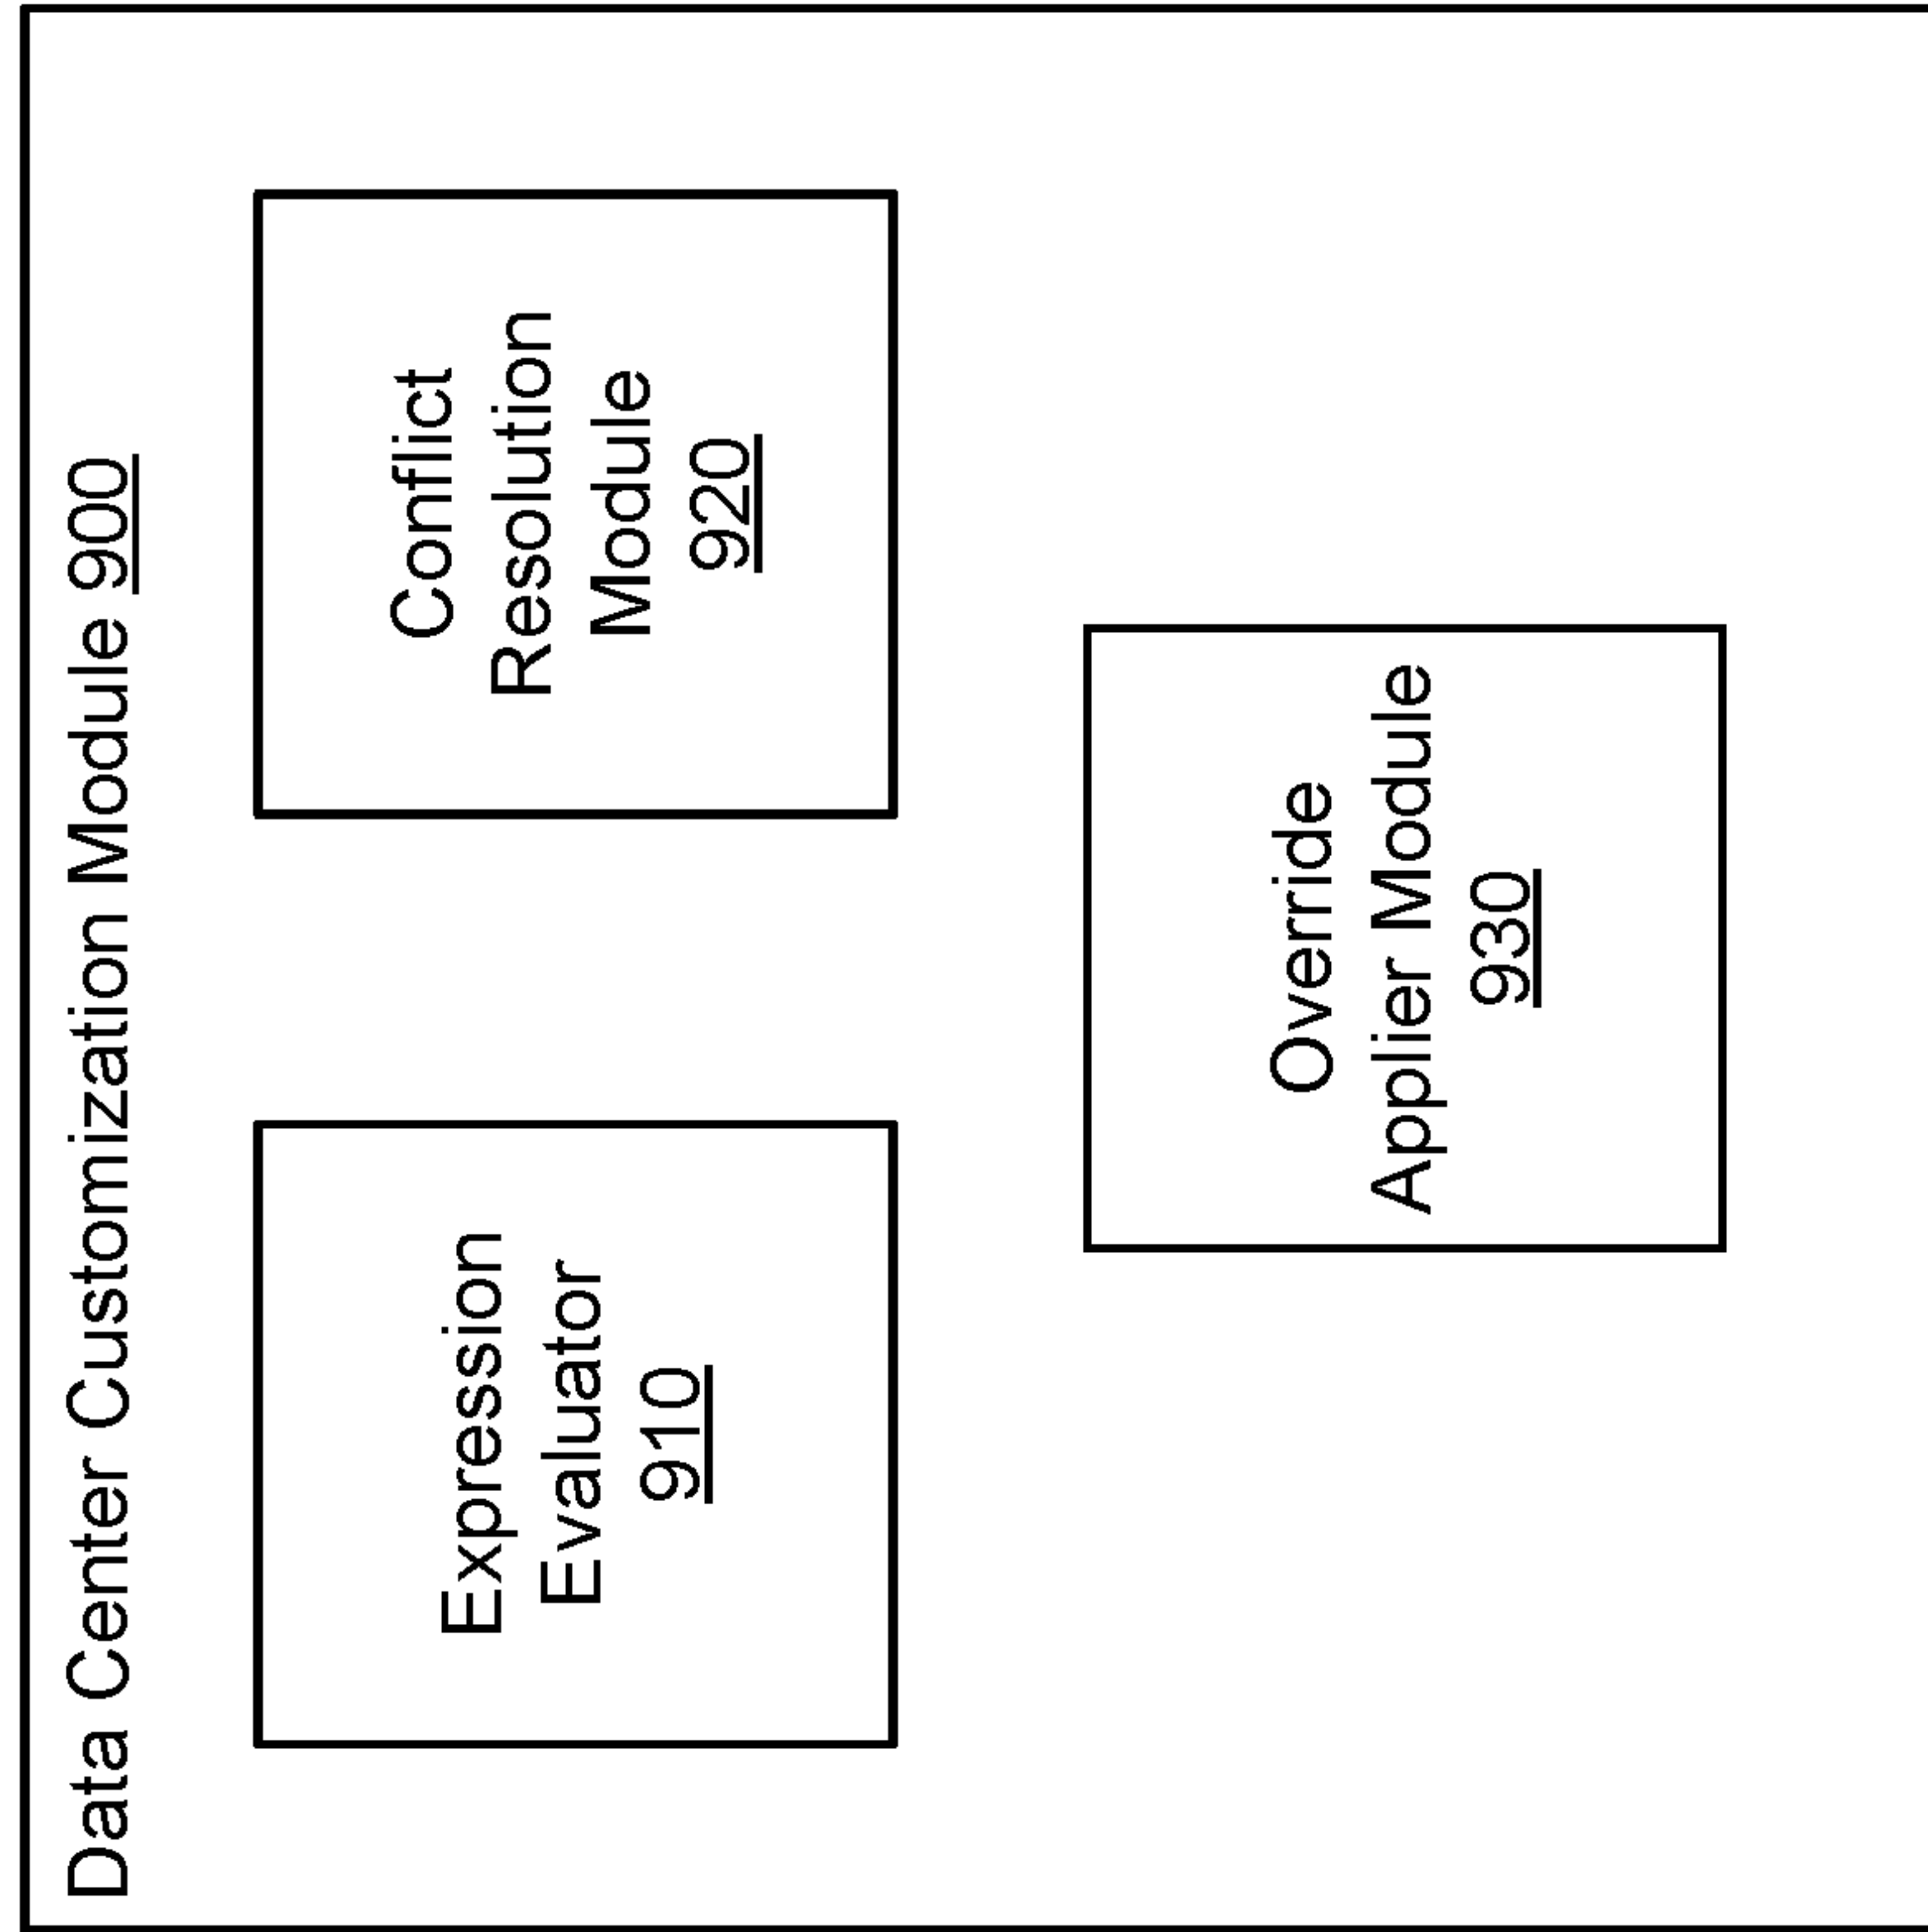 Data Center Customization Module 900
Expression
Evaluator
910
Conflict
Resolution
Module
920
Override
Applier Module
930